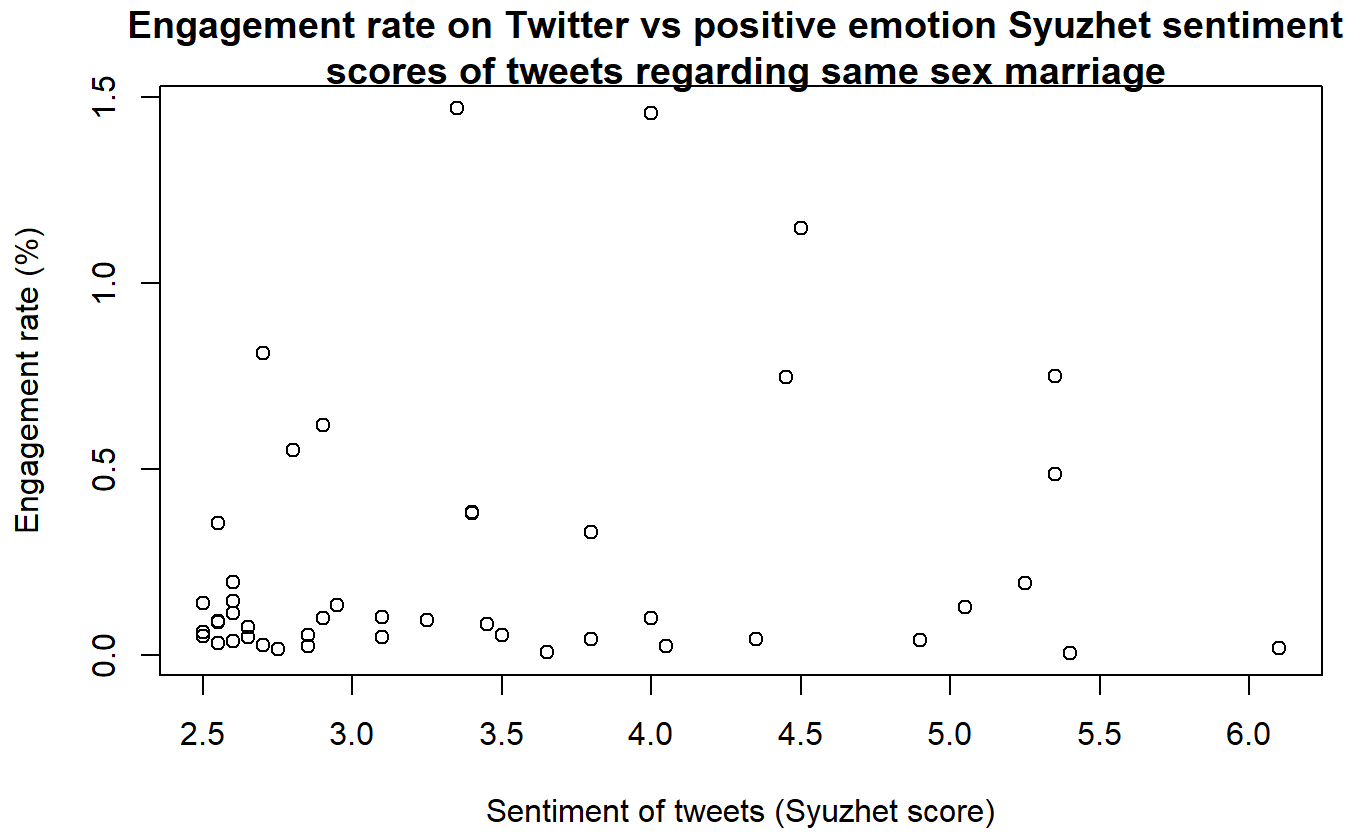 Engagement rate on Twitter vs positive emotion Syuzhet sentiment
scores of tweets regarding same sex marriage
Engagement rate (%)
1.5
1.0
0.5
0.0
2.5 3.0 3.5 4.0 4.5 5.0 5.5 6.0
Sentiment of tweets (Syuzhet score)